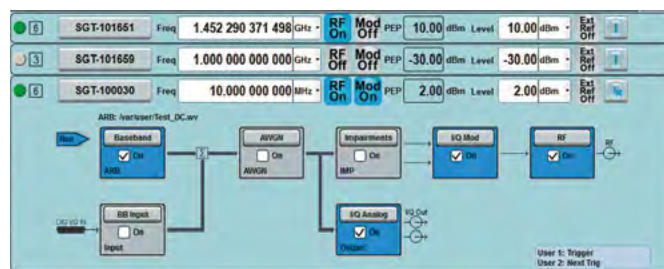 6 SGT-101651 Freq 1.452 290 371 498 GHz RF On Mod Off PEP 10.00 dBm Level 10.00 dBm Ext Ref Off
3 SGT-101659 Freq 1.000 000 000 000 GHz RF Off Mod Off PEP -30.00 dBm Level -30.00 dBm Ext Ref Off
6 SGT-100030 Freq 10.000 000 000 MHz RF On Mod On PEP 2.00 dBm Level 2.00 dBm Ext Ref Off
ARB: /var/user/Test_DC.wv
Baseband AWGN Impairments I/Q Mod RF
On On On On On RF
ARB AWGN IMP
Σ
BB Input I/Q Analog I/Q Out
On On
Input Output
User 1: Trigger
User 2: Next Trig